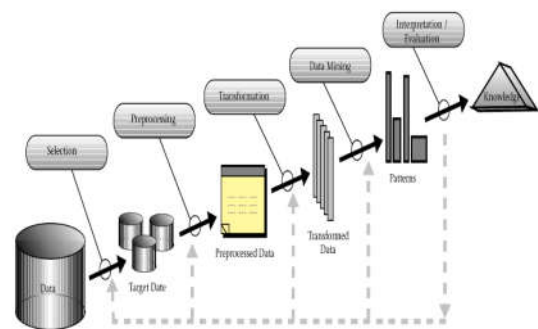 Interpretation /
Evaluation
Data Mining
Knowledge
Transformation
Preprocessing
Patterns
Selection
Transformed
Data
Preprocessed Data
Data
Target Date